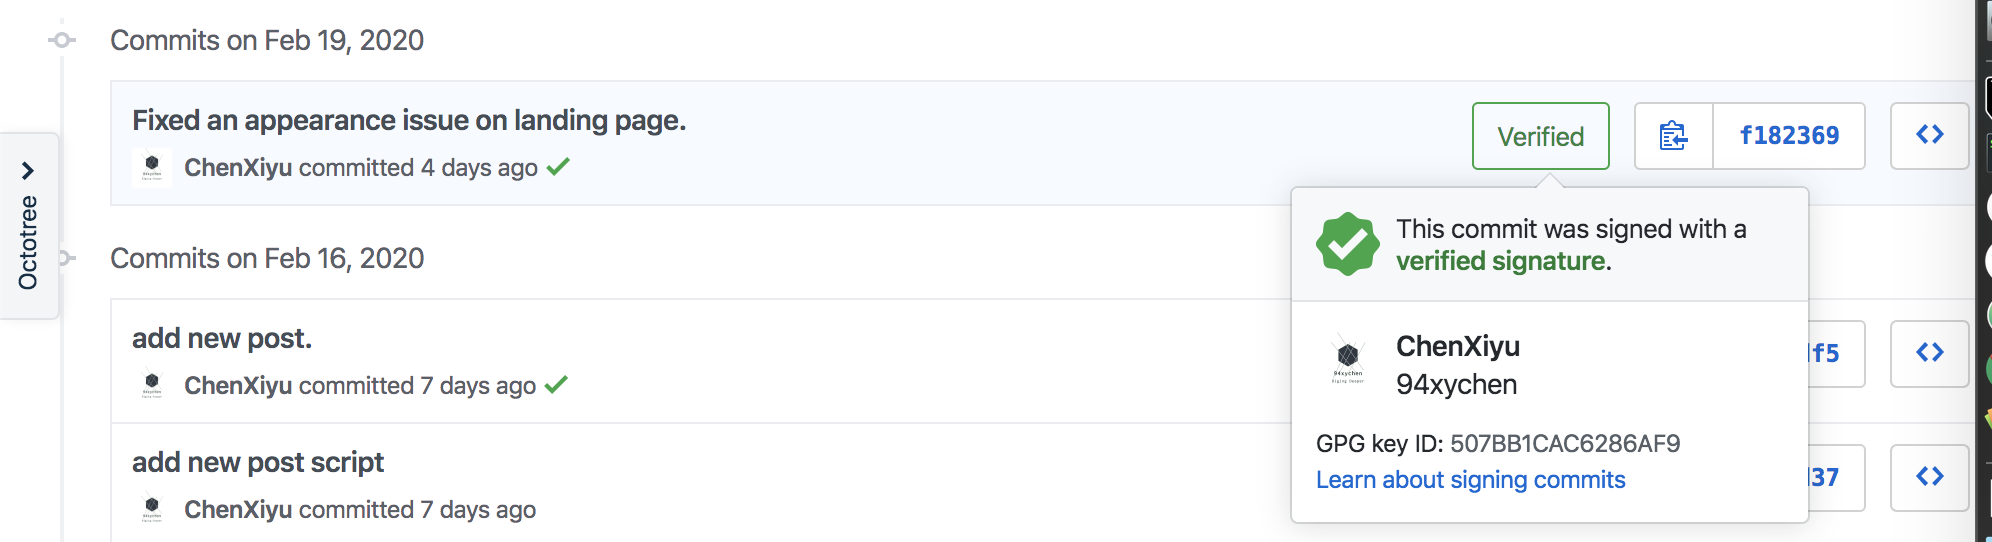 Commits on Feb 19, 2020
Fixed an appearance issue on landing page.
ChenXiyu committed 4 days ago
Verified
f182369
Octotree
This commit was signed with a
verified signature.
ChenXiyu
94xychen
GPG key ID: 507BB1CAC6286AF9
Learn about signing commits
Commits on Feb 16, 2020
add new post.
ChenXiyu committed 7 days ago
f5
add new post script
ChenXiyu committed 7 days ago
37